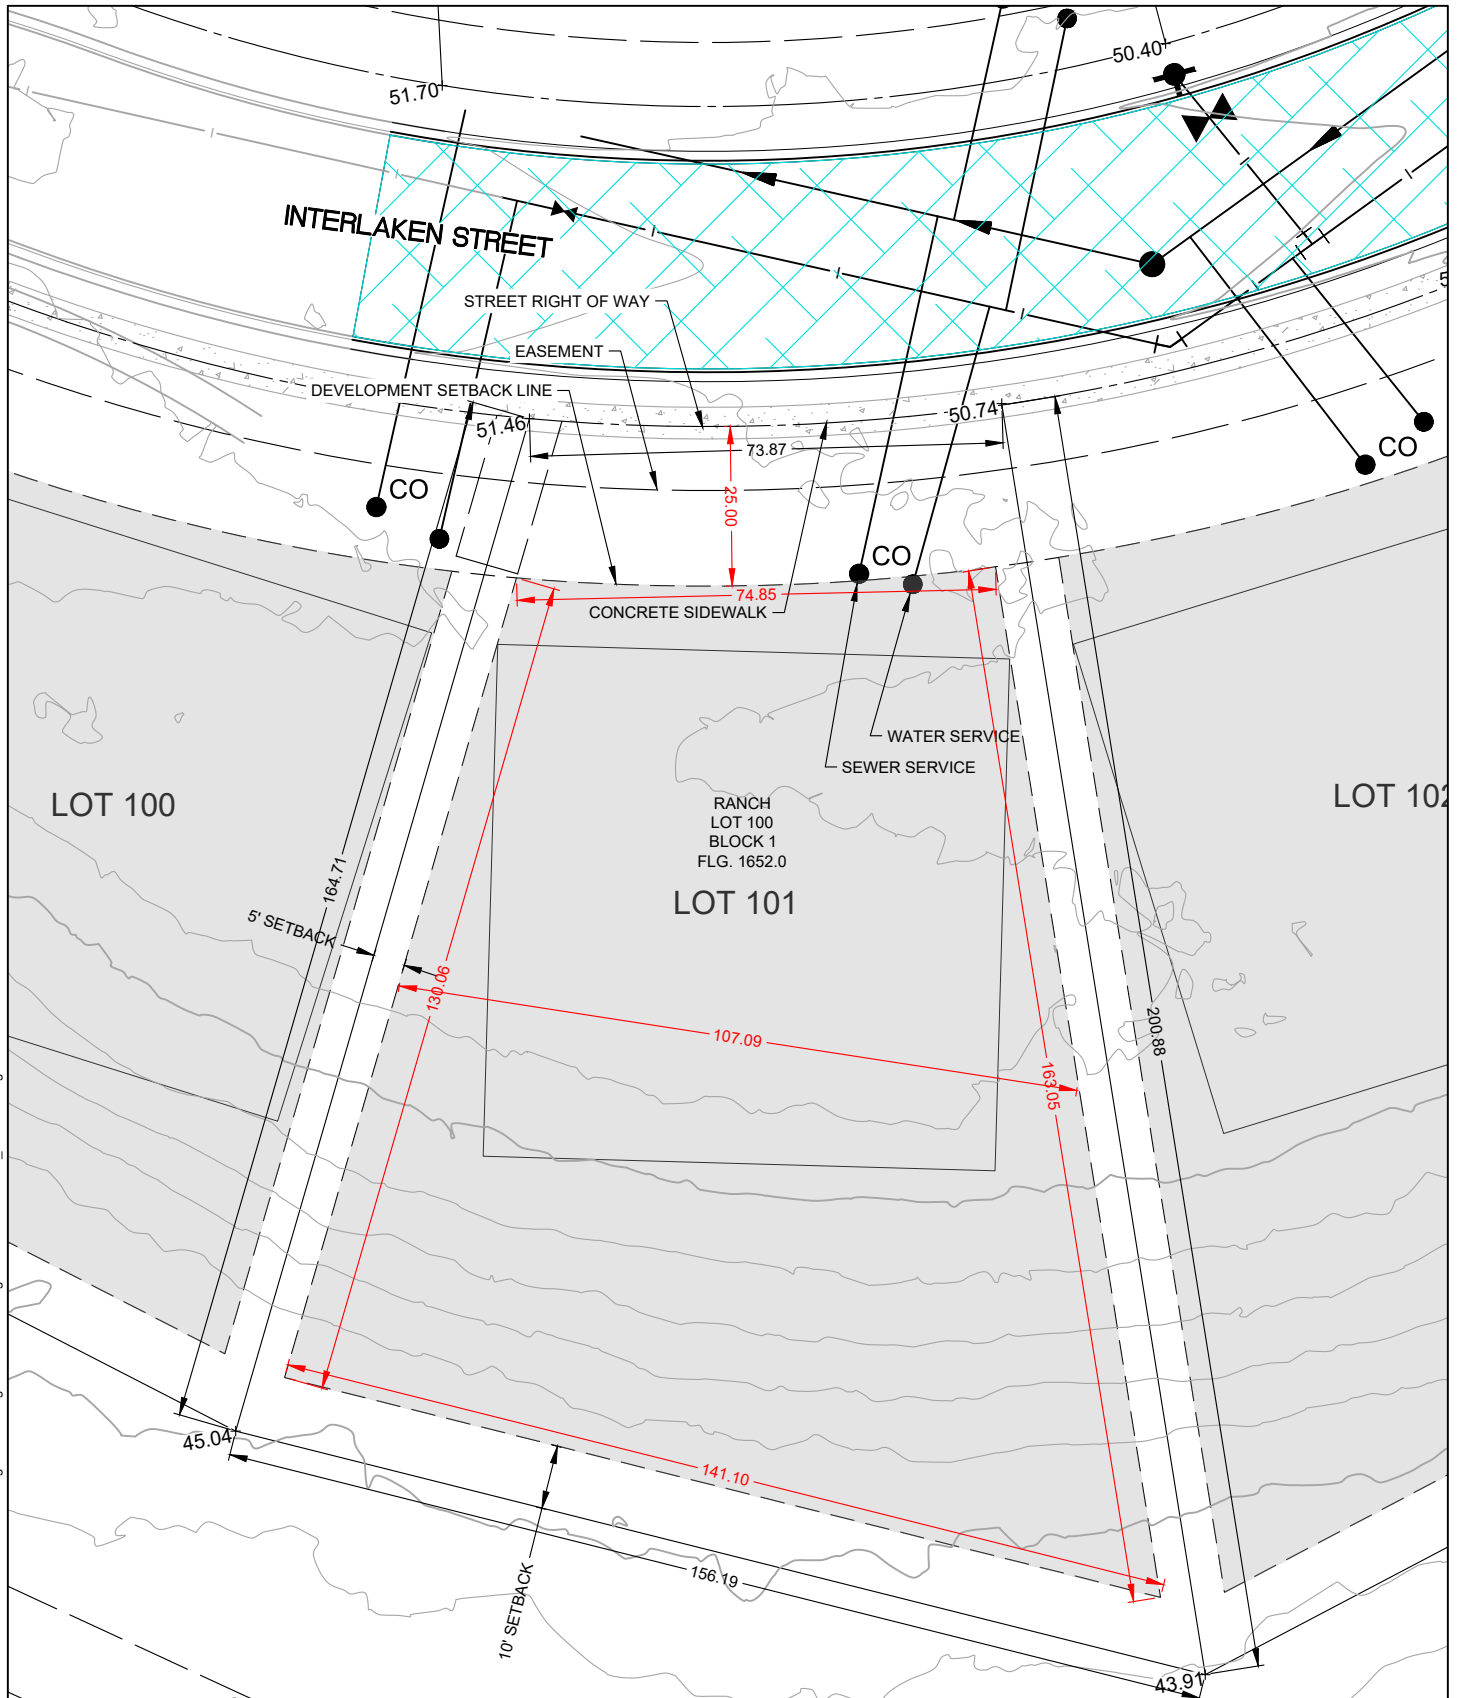 50.40
51.70
INTERLAKEN STREET
STREET RIGHT OF WAY
EASEMENT
DEVELOPMENT SETBACK LINE
51.46
50.74
73.87
CO
CO
CO
25.00
74.85
CONCRETE SIDEWALK
WATER SERVICE
SEWER SERVICE
LOT 100
LOT 102
RANCH
LOT 100
BLOCK 1
FLG. 1652.0
LOT 101
164.71
5' SETBACK
130.06
107.09
163.05
200.88
45.04
141.10
156.19
10' SETBACK
43.91